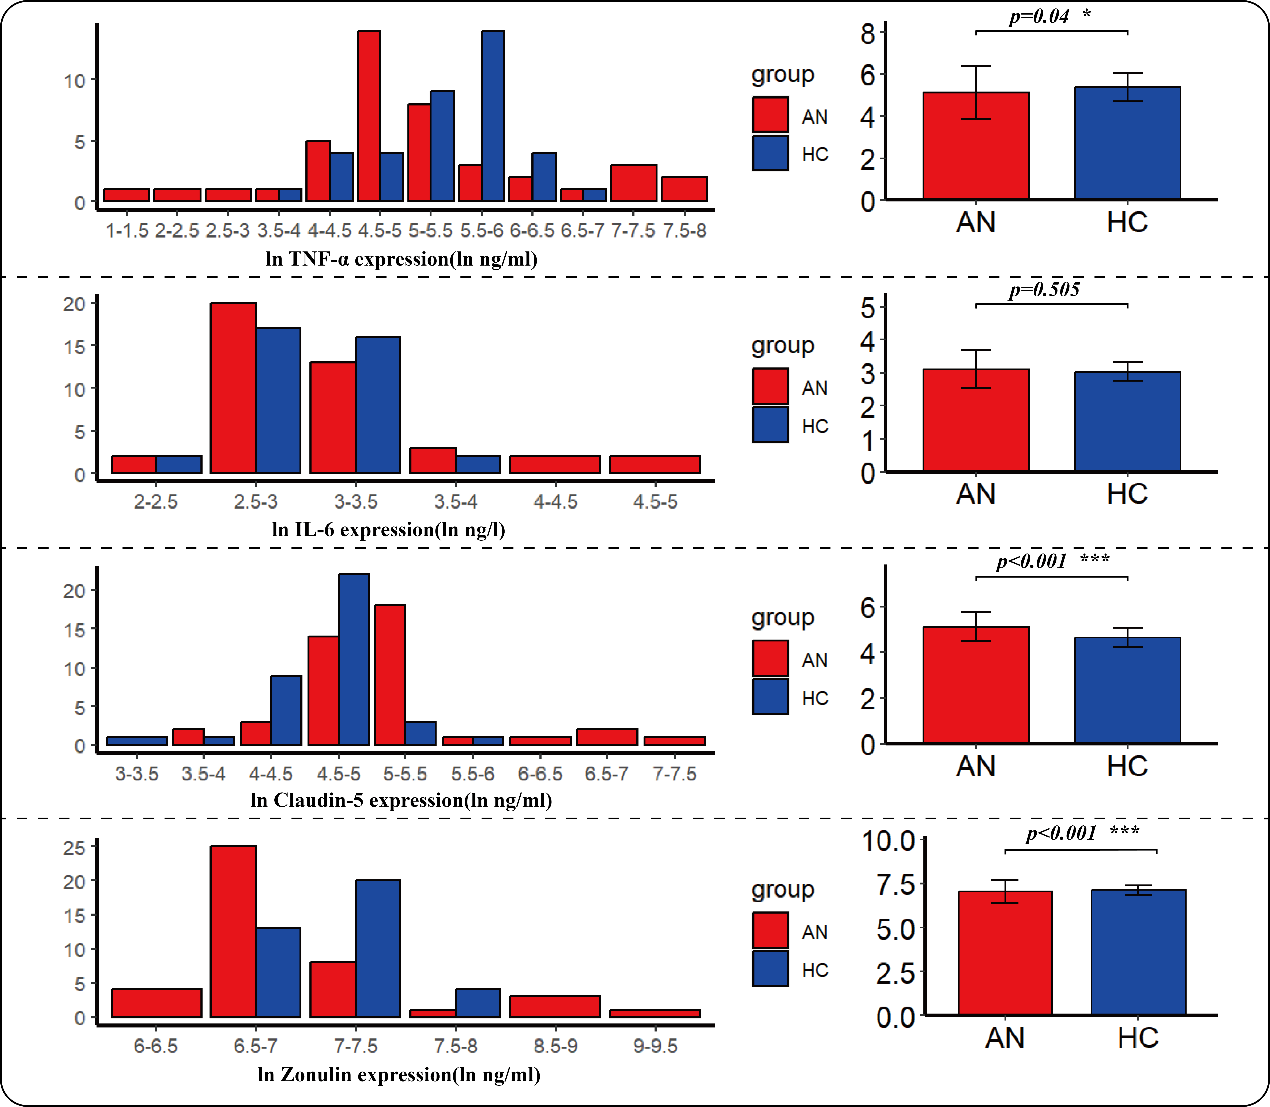 10
5
0
1-1.5 2-2.5 2.5-3 3.5-4 4-4.5 4.5-5 5-5.5 5.5-6 6-6.5 6.5-7 7-7.5 7.5-8
ln TNF-α expression(ln ng/ml)
group
AN
HC
p=0.04 *
8
6
4
2
0
AN HC
20
15
10
5
0
2-2.5 2.5-3 3-3.5 3.5-4 4-4.5 4.5-5
ln IL-6 expression(ln ng/l)
group
AN
HC
p=0.505
5
4
3
2
1
0
AN HC
20
15
10
5
0
3-3.5 3.5-4 4-4.5 4.5-5 5-5.5 5.5-6 6-6.5 6.5-7 7-7.5
ln Claudin-5 expression(ln ng/ml)
group
AN
HC
p<0.001 ***
6
4
2
0
AN HC
25
20
15
10
5
0
6-6.5 6.5-7 7-7.5 7.5-8 8.5-9 9-9.5
ln Zonulin expression(ln ng/ml)
group
AN
HC
p<0.001 ***
10.0
7.5
5.0
2.5
0.0
AN HC